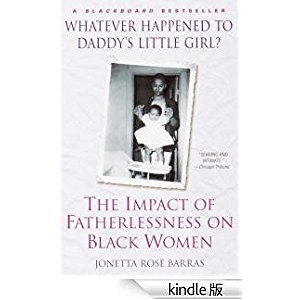 A BLACKBOARD BESTSELLER
WHATEVER HAPPENED TO
DADDY'S LITTLE GIRL?
"SEARING AND
INTIMATE."
—Chicago Tribune
THE IMPACT OF
FATHERLESSNESS ON
BLACK WOMEN
JONETTA ROSE BARRAS
kindle 版